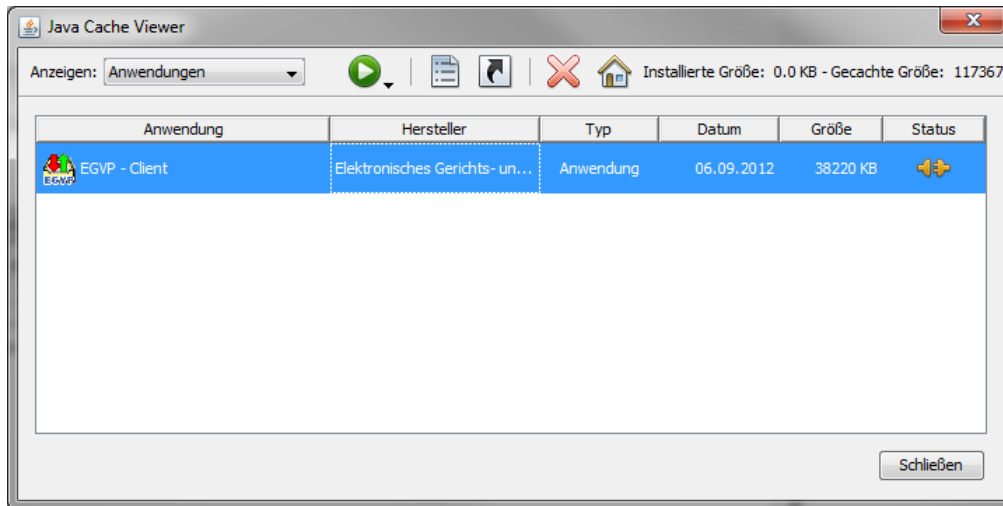 Java Cache Viewer
Anzeigen: Anwendungen
Installierte Größe: 0.0 KB - Gecachte Größe: 117367
Anwendung Hersteller Typ Datum Größe Status
EGVP EGVP - Client Elektronisches Gerichts- un... Anwendung 06.09.2012 38220 KB
Schließen